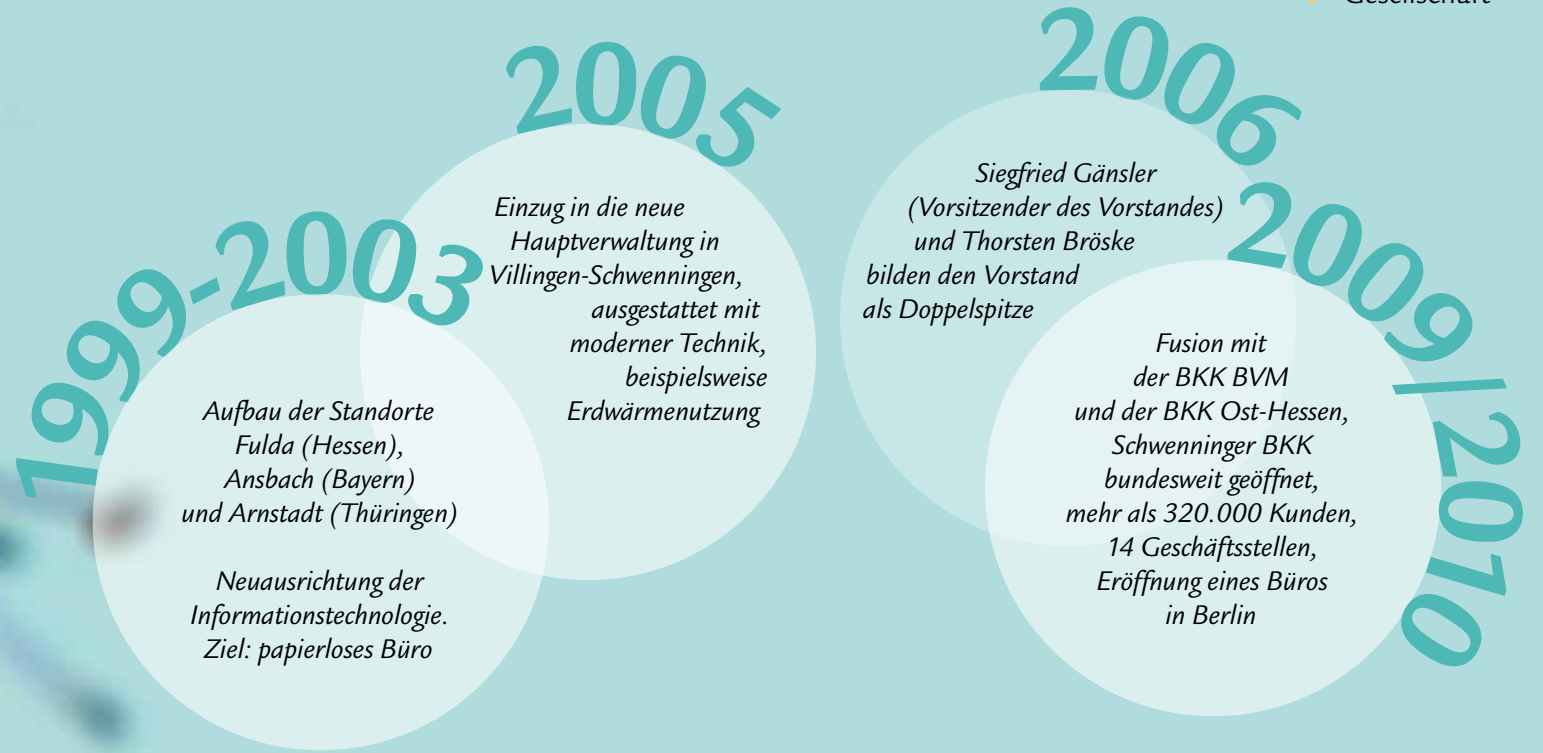 Gesellschaft
1999-2003
Aufbau der Standorte
Fulda (Hessen),
Ansbach (Bayern)
und Arnstadt (Thüringen)
Neuausrichtung der
Informationstechnologie.
Ziel: papierloses Büro
2005
Einzug in die neue
Hauptverwaltung in
Villingen-Schwenningen,
ausgestattet mit
moderner Technik,
beispielsweise
Erdwärmenutzung
2006
Siegfried Gänsler
(Vorsitzender des Vorstandes)
und Thorsten Bröske
bilden den Vorstand
als Doppelspitze
2009/2010
Fusion mit
der BKK BVM
und der BKK Ost-Hessen,
Schwenninger BKK
bundesweit geöffnet,
mehr als 320.000 Kunden,
14 Geschäftsstellen,
Eröffnung eines Büros
in Berlin